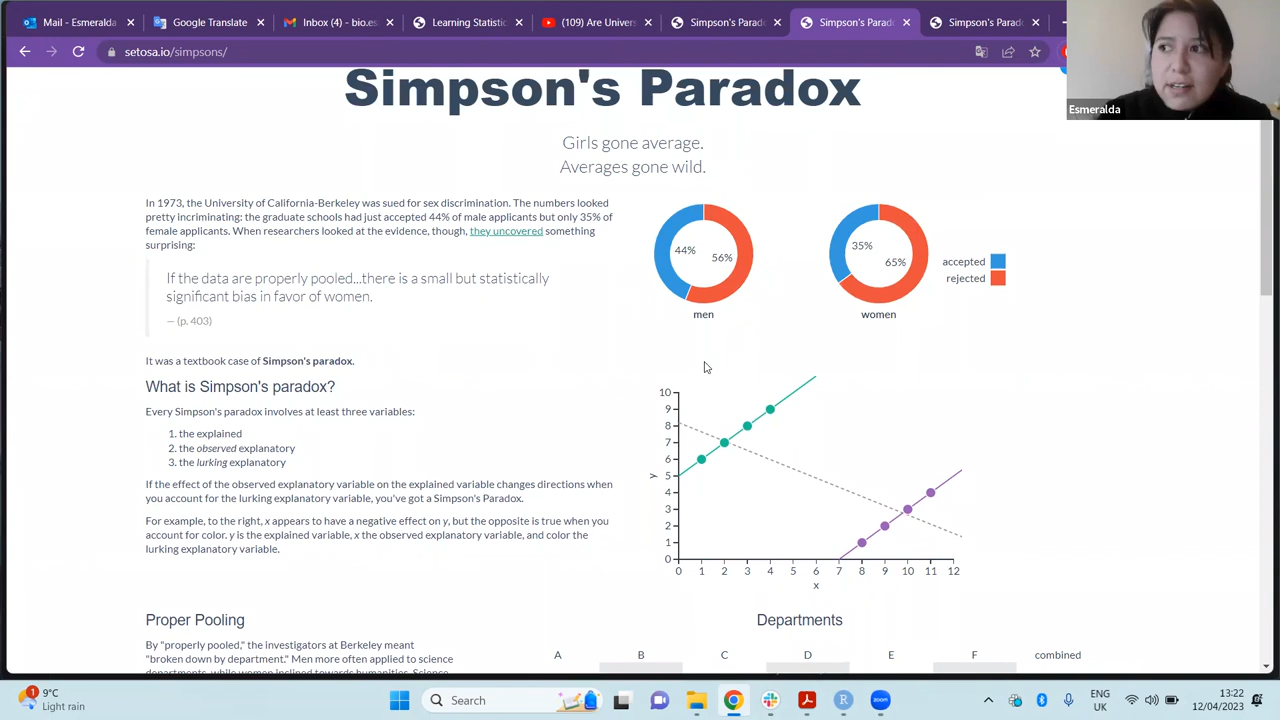 Mail - Esmeralda
Google Translate
Inbox (4) - bio.es
Learning Statistic
(109) Are Univer
Simpson's Parad
Simpson's Parad
Simpson's Parad
setosa.io/simpsons/
Esmeralda
Simpson's Paradox
Girls gone average.
Averages gone wild.
In 1973, the University of California-Berkeley was sued for sex discrimination. The numbers looked
pretty incriminating: the graduate schools had just accepted 44% of male applicants but only 35% of
female applicants. When researchers looked at the evidence, though, they uncovered something
surprising:
If the data are properly pooled...there is a small but statistically
significant bias in favor of women.
— (p. 403)
44%
56%
men
35%
65%
women
accepted
rejected
It was a textbook case of Simpson's paradox.
What is Simpson's paradox?
Every Simpson's paradox involves at least three variables:
1. the explained
2. the observed explanatory
3. the lurking explanatory
If the effect of the observed explanatory variable on the explained variable changes directions when
you account for the lurking explanatory variable, you've got a Simpson's Paradox.
For example, to the right, x appears to have a negative effect on y, but the opposite is true when you
account for color. y is the explained variable, x the observed explanatory variable, and color the
lurking explanatory variable.
10
9
8
7
6
5
4
3
2
1
0
y
0 1 2 3 4 5 6 7 8 9 10 11 12
x
Proper Pooling
By "properly pooled," the investigators at Berkeley meant
"broken down by department." Men more often applied to science
departments, while women inclined towards humanities. Science
Departments
A B C D E F combined
1
9°C
Light rain
Search
ENG
UK
13:22
12/04/2023